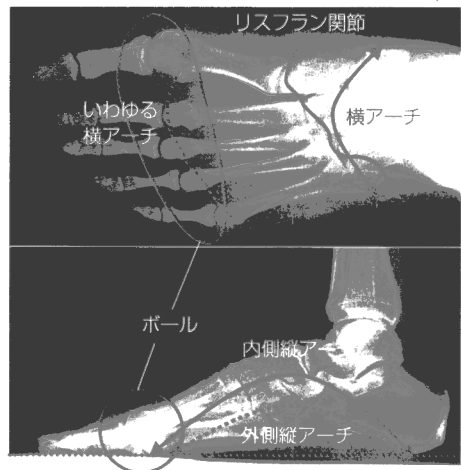 リスフラン関節
いわゆる
横アーチ
横アーチ
ボール
内側縦アー
外側縦アーチ